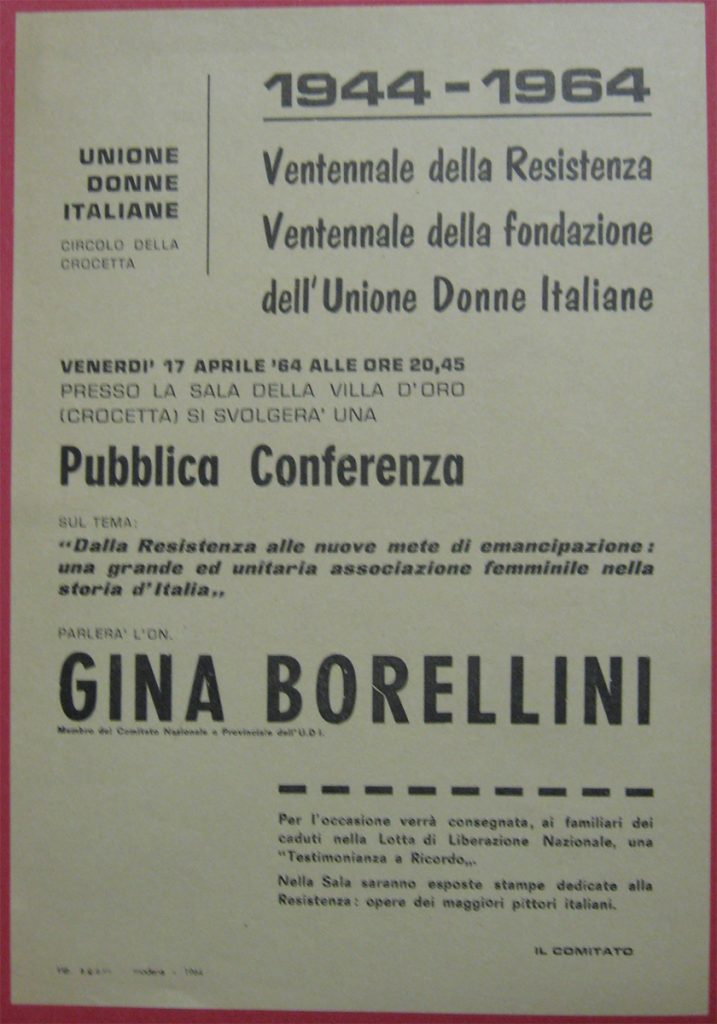 UNIONE
DONNE
ITALIANE
CIRCOLO DELLA
CROCETTA
1944 - 1964
Ventennale della Resistenza
Ventennale della fondazione
dell'Unione Donne Italiane
VENERDI' 17 APRILE '64 ALLE ORE 20,45
PRESSO LA SALA DELLA VILLA D'ORO
(CROCETTA) SI SVOLGERA' UNA
Pubblica Conferenza
SUL TEMA:
“Dalla Resistenza alle nuove mete di emancipazione:
una grande ed unitaria associazione femminile nella
storia d'Italia„
PARLERA' L'ON.
GINA BORELLINI
Membro del Comitato Nazionale e Provinciale dell'U.D.I.
Per l'occasione verrà consegnata, ai familiari dei
caduti nella Lotta di Liberazione Nazionale, una
“Testimonianza a Ricordo„.
Nella Sala saranno esposte stampe dedicate alla
Resistenza: opere dei maggiori pittori italiani.
IL COMITATO
modena - 1964